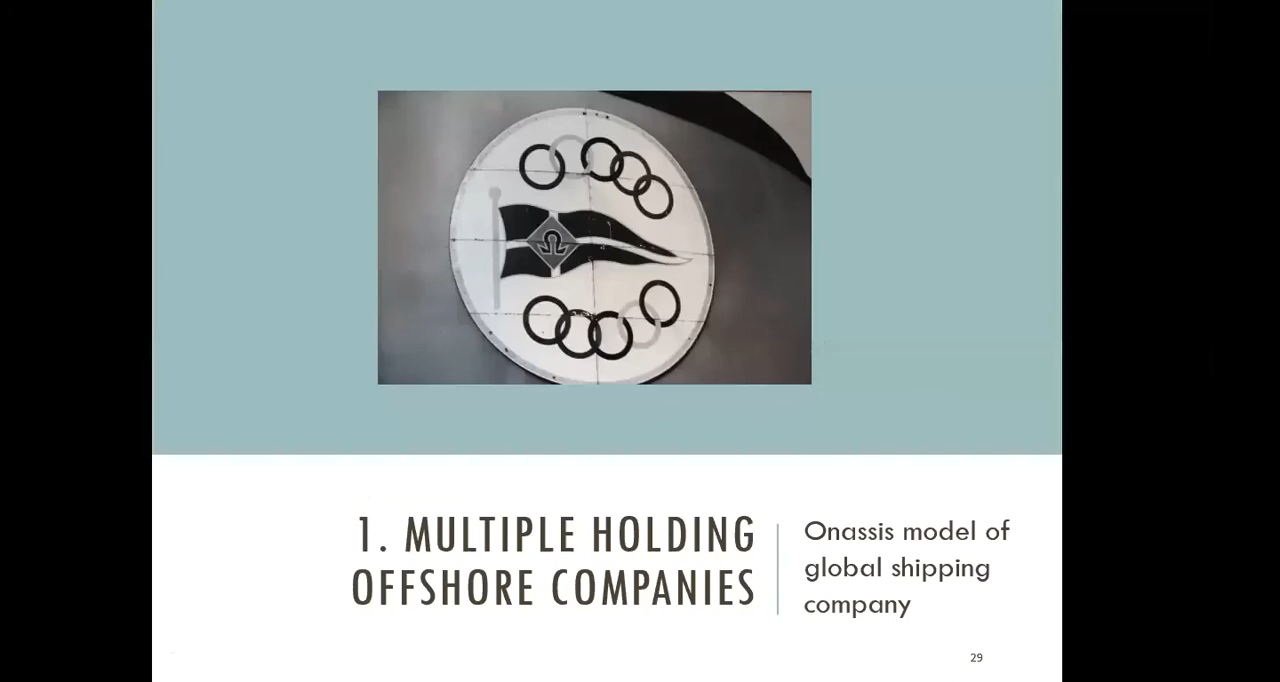 Ω
1. MULTIPLE HOLDING
OFFSHORE COMPANIES
Onassis model of
global shipping
company
29